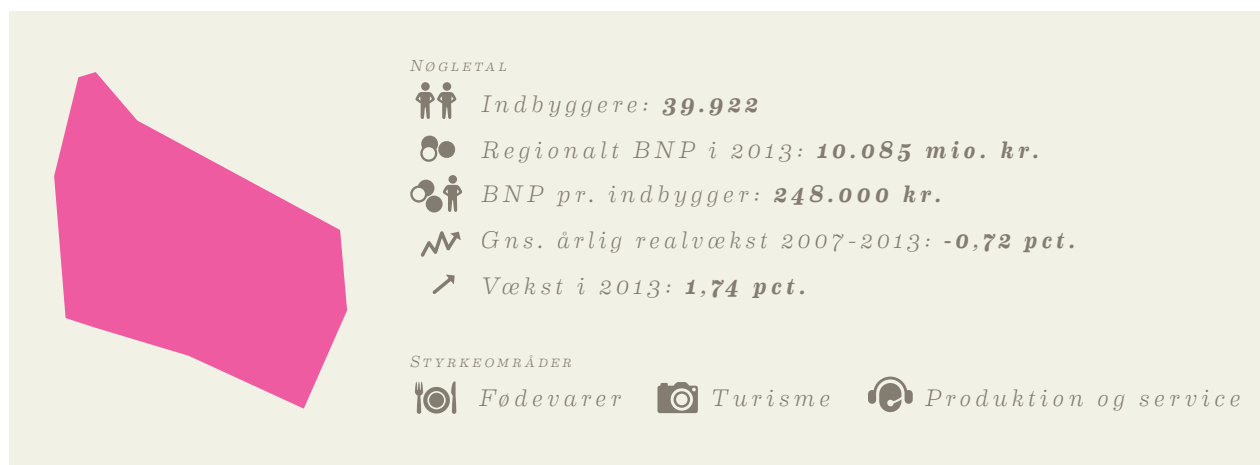 Nøgletal
Indbyggere: 39.922
Regionalt BNP i 2013: 10.085 mio. kr.
BNP pr. indbygger: 248.000 kr.
Gns. årlig realvækst 2007-2013: -0,72 pct.
Vækst i 2013: 1,74 pct.
Styrkeområder
Fødevarer Turisme Produktion og service